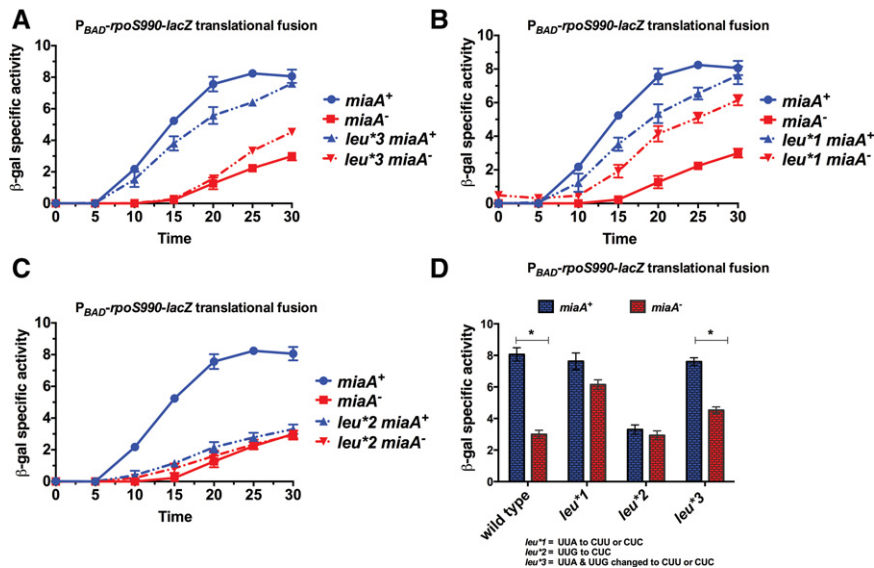 A
P_BAD-rpoS990-lacZ translational fusion
β-gal specific activity
10
8
6
4
2
0
0 5 10 15 20 25 30
Time
miaA+
miaA-
leu*3 miaA+
leu*3 miaA-
B
P_BAD-rpoS990-lacZ translational fusion
β-gal specific activity
10
8
6
4
2
0
0 5 10 15 20 25 30
Time
miaA+
miaA-
leu*1 miaA+
leu*1 miaA-
C
P_BAD-rpoS990-lacZ translational fusion
β-gal specific activity
10
8
6
4
2
0
0 5 10 15 20 25 30
Time
miaA+
miaA-
leu*2 miaA+
leu*2 miaA-
D
P_BAD-rpoS990-lacZ translational fusion
miaA+ miaA-
β-gal specific activity
10
8
6
4
2
0
* *
wild type leu*1 leu*2 leu*3
leu*1 = UUA to CUU or CUC
leu*2 = UUG to CUC
leu*3 = UUA & UUG changed to CUU or CUC